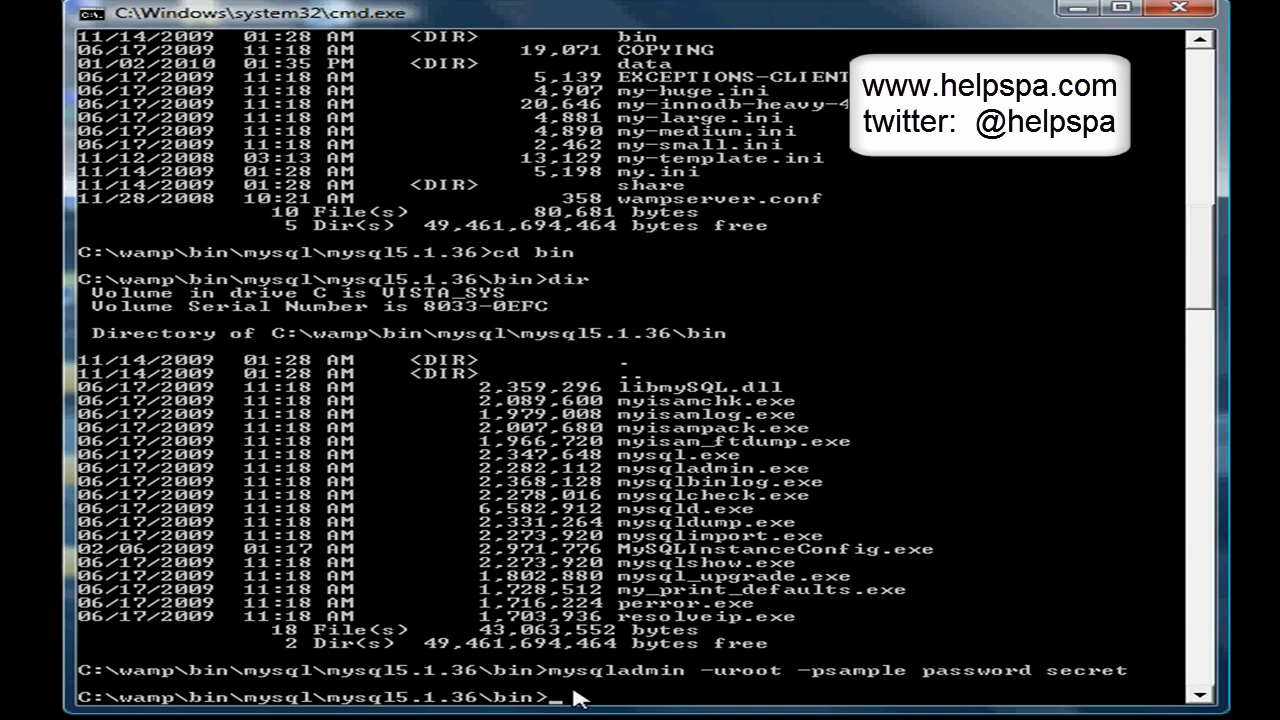 C:\Windows\system32\cmd.exe
11/14/2009 01:28 AM <DIR> bin
06/17/2009 11:18 AM 19,071 COPYING
01/02/2010 01:35 PM <DIR> data
06/17/2009 11:18 AM 5,139 EXCEPTIONS-CLIENT
06/17/2009 11:18 AM 4,907 my-huge.ini
06/17/2009 11:18 AM 20,646 my-innodb-heavy-4
06/17/2009 11:18 AM 4,881 my-large.ini
06/17/2009 11:18 AM 4,890 my-medium.ini
06/17/2009 11:18 AM 2,462 my-small.ini
11/12/2008 03:13 AM 13,129 my-template.ini
11/14/2009 01:28 AM 5,198 my.ini
11/14/2009 01:28 AM <DIR> share
11/28/2008 10:21 AM 358 wampserver.conf
10 File(s) 80,681 bytes
5 Dir(s) 49,461,694,464 bytes free
www.helpspa.com
twitter: @helpspa
C:\wamp\bin\mysql\mysql5.1.36>cd bin
C:\wamp\bin\mysql\mysql5.1.36\bin>dir
Volume in drive C is VISTA_SYS
Volume Serial Number is 8033-0EFC
Directory of C:\wamp\bin\mysql\mysql5.1.36\bin
11/14/2009 01:28 AM <DIR> .
11/14/2009 01:28 AM <DIR> ..
06/17/2009 11:18 AM 2,359,296 libmySQL.dll
06/17/2009 11:18 AM 2,089,600 myisamchk.exe
06/17/2009 11:18 AM 1,979,008 myisamlog.exe
06/17/2009 11:18 AM 2,007,680 myisampack.exe
06/17/2009 11:18 AM 1,966,720 myisam_ftdump.exe
06/17/2009 11:18 AM 2,347,648 mysql.exe
06/17/2009 11:18 AM 2,282,112 mysqladmin.exe
06/17/2009 11:18 AM 2,368,128 mysqlbinlog.exe
06/17/2009 11:18 AM 2,278,016 mysqlcheck.exe
06/17/2009 11:18 AM 6,582,912 mysqld.exe
06/17/2009 11:18 AM 2,331,264 mysqldump.exe
06/17/2009 11:18 AM 2,273,920 mysqlimport.exe
02/06/2009 01:17 AM 2,971,776 MySQLInstanceConfig.exe
06/17/2009 11:18 AM 2,273,920 mysqlshow.exe
06/17/2009 11:18 AM 1,802,880 mysql_upgrade.exe
06/17/2009 11:18 AM 1,728,512 my_print_defaults.exe
06/17/2009 11:18 AM 1,716,224 perror.exe
06/17/2009 11:18 AM 1,703,936 resolveip.exe
18 File(s) 43,063,552 bytes
2 Dir(s) 49,461,694,464 bytes free
C:\wamp\bin\mysql\mysql5.1.36\bin>mysqladmin -uroot -psample password secret
C:\wamp\bin\mysql\mysql5.1.36\bin>_